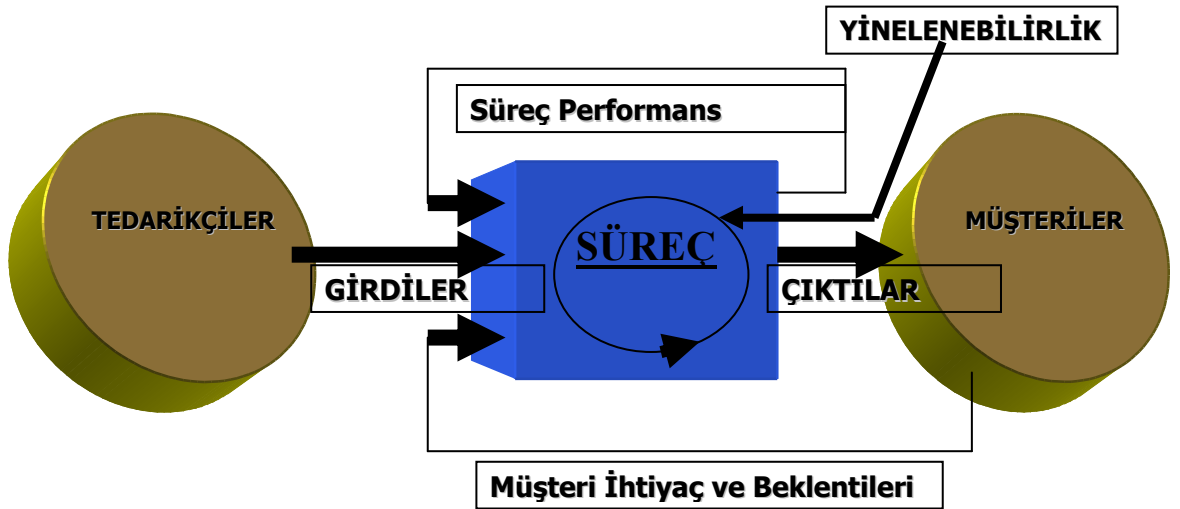 YİNELENEBİLİRLİK
Süreç Performans
TEDARİKÇİLER
MÜŞTERİLER
SÜREÇ
GİRDİLER
ÇIKTILAR
Müşteri İhtiyaç ve Beklentileri